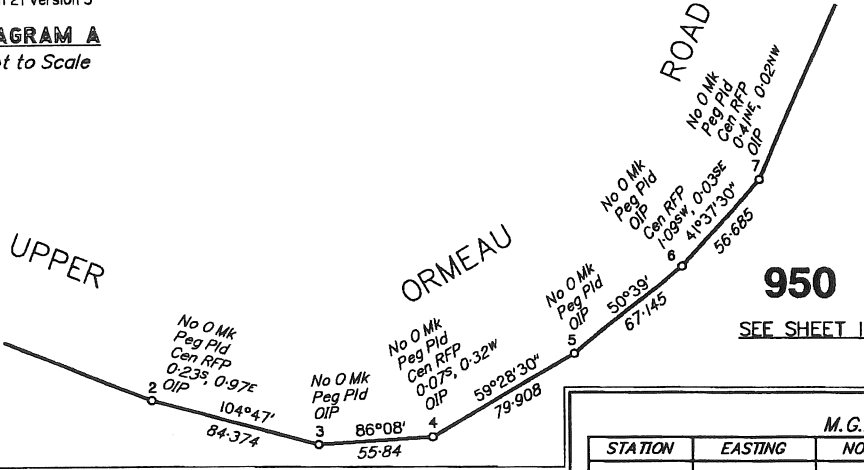 AGRAM A
t to Scale
UPPER
ORMEAU
ROAD
No O Mk
Peg Pld
Cen RFP
0·23S, 0·97E
OIP
2
104°47'
84·374
No O Mk
Peg Pld
OIP
3
86°08'
55·84
No O Mk
Peg Pld
Cen RFP
0·07S, 0·32W
OIP
4
59°28'30"
79·908
No O Mk
Peg Pld
OIP
5
50°39'
67·145
No O Mk
Peg Pld
OIP
Cen RFP
1·09SW, 0·03SE
6
41°37'30"
56·685
No O Mk
Peg Pld
Cen RFP
0·41NE, 0·02NW
OIP
7
950
SEE SHEET 1
M.G.
STATION EASTING NO